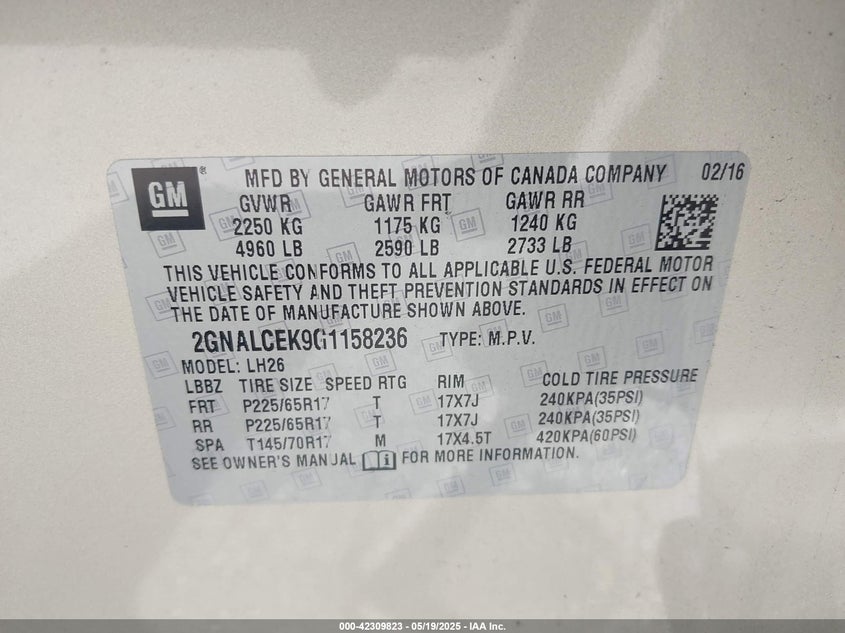 GM ® MFD BY GENERAL MOTORS OF CANADA COMPANY 02/16
GVWR GAWR FRT GAWR RR
2250 KG 1175 KG 1240 KG
4960 LB 2590 LB 2733 LB
THIS VEHICLE CONFORMS TO ALL APPLICABLE U.S. FEDERAL MOTOR
VEHICLE SAFETY AND THEFT PREVENTION STANDARDS IN EFFECT ON
THE DATE OF MANUFACTURE SHOWN ABOVE.
2GNALCEK9G1158236 TYPE: M.P.V.
MODEL: LH26
LBBZ TIRE SIZE SPEED RTG RIM COLD TIRE PRESSURE
FRT P225/65R17 T 17X7J 240KPA(35PSI)
RR P225/65R17 T 17X7J 240KPA(35PSI)
SPA T145/70R17 M 17X4.5T 420KPA(60PSI)
SEE OWNER'S MANUAL i FOR MORE INFORMATION.
000-42309823 - 05/19/2025 - IAA Inc.